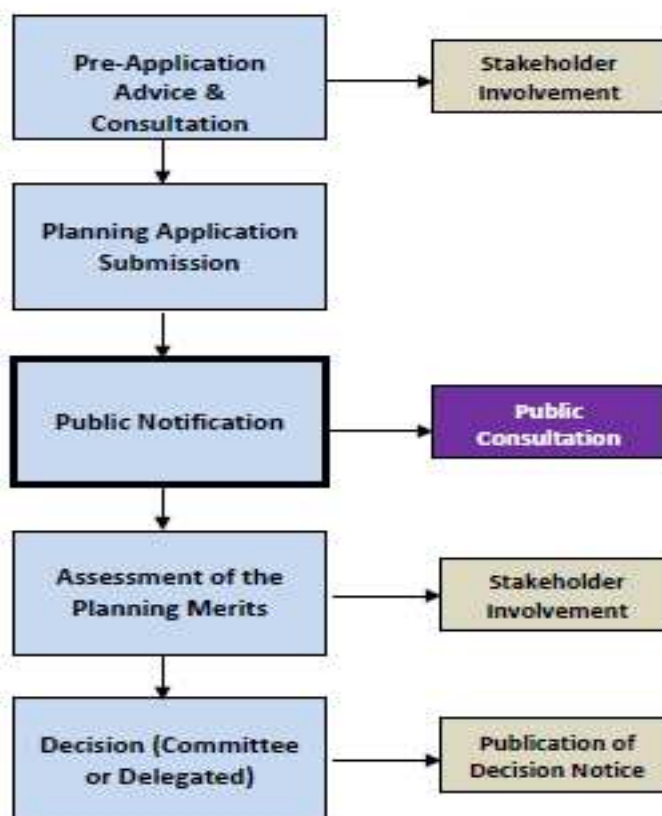 Pre-Application
Advice &
Consultation
Stakeholder
Involvement
Planning Application
Submission
Public Notification
Public
Consultation
Assessment of the
Planning Merits
Stakeholder
Involvement
Decision (Committee
or Delegated)
Publication of
Decision Notice